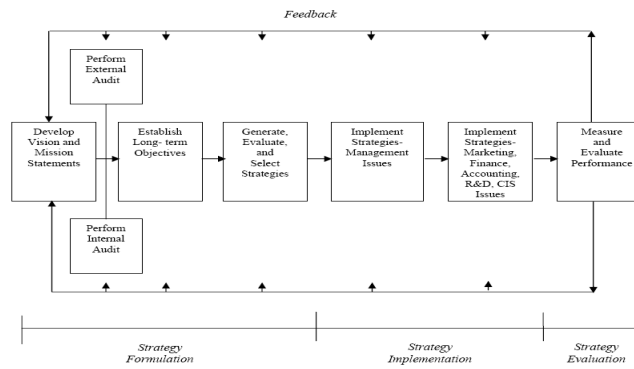 Feedback
Perform
External
Audit
Develop
Vision and
Mission
Statements
Establish
Long- term
Objectives
Generate,
Evaluate,
and
Select
Strategies
Implement
Strategies-
Management
Issues
Implement
Strategies-
Marketing,
Finance,
Accounting,
R&D, CIS
Issues
Measure
and
Evaluate
Performance
Perform
Internal
Audit
Strategy
Formulation
Strategy
Implementation
Strategy
Evaluation